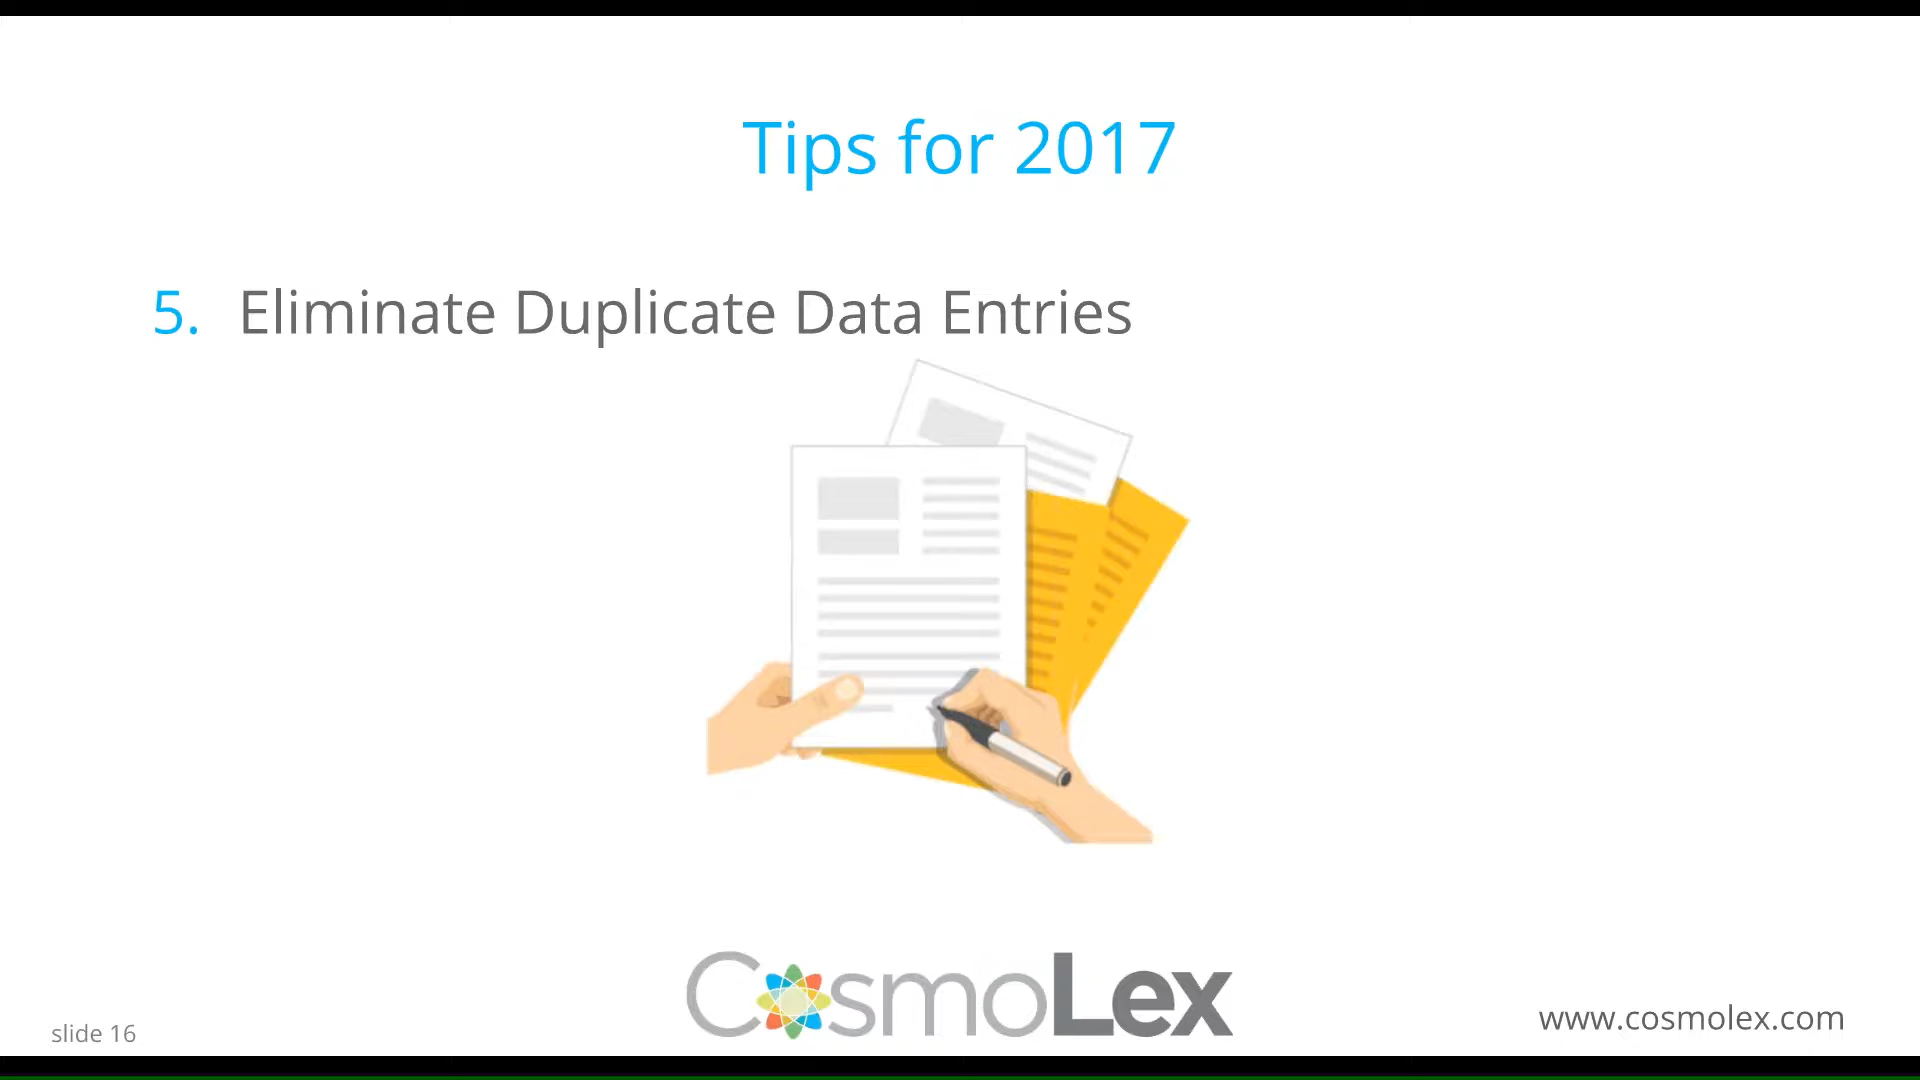 Tips for 2017
5. Eliminate Duplicate Data Entries
CosmoLex
slide 16
www.cosmolex.com